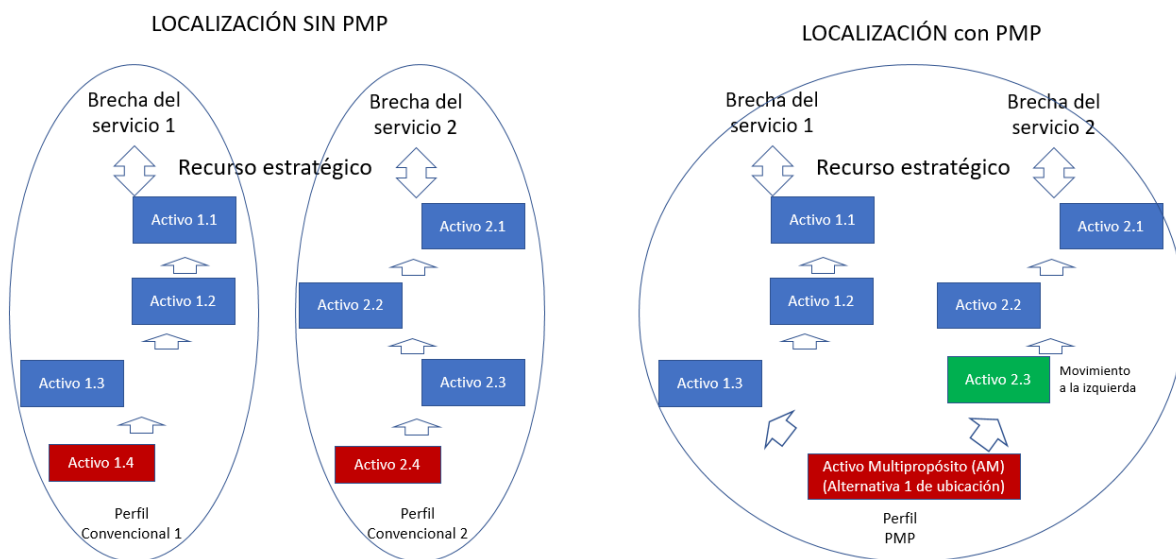 LOCALIZACIÓN SIN PMP
Brecha del
servicio 1
Brecha del
servicio 2
Recurso estratégico
Activo 1.1
Activo 2.1
Activo 1.2
Activo 2.2
Activo 1.3
Activo 2.3
Activo 1.4
Activo 2.4
Perfil
Convencional 1
Perfil
Convencional 2
LOCALIZACIÓN con PMP
Brecha del
servicio 1
Brecha del
servicio 2
Recurso estratégico
Activo 1.1
Activo 2.1
Activo 1.2
Activo 2.2
Activo 1.3
Activo 2.3
Movimiento
a la izquierda
Activo Multipropósito (AM)
(Alternativa 1 de ubicación)
Perfil
PMP